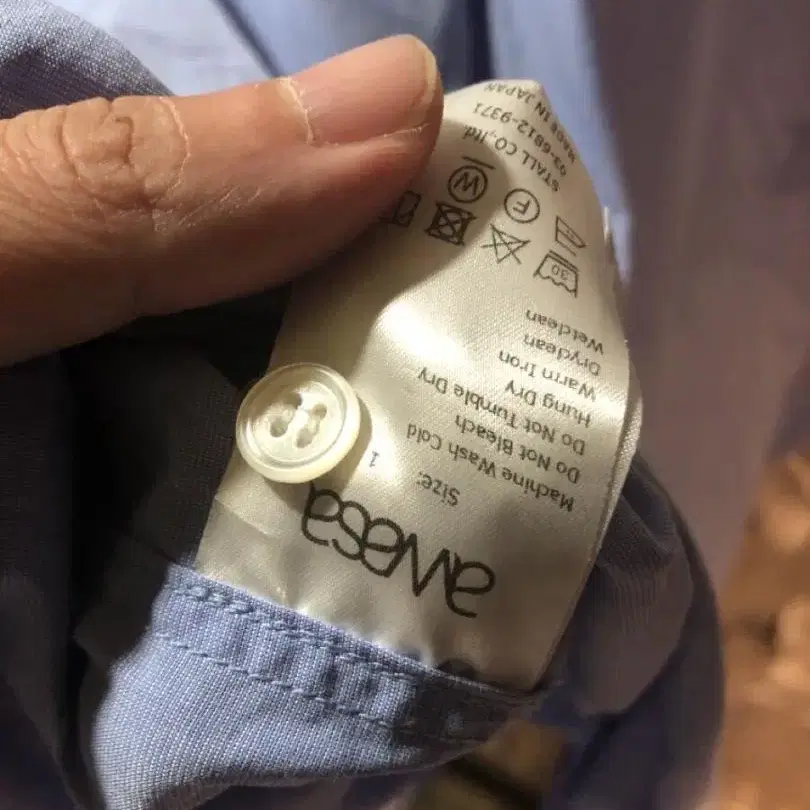 awesa
Size: 1
Machine Wash Cold
Do Not Bleach
Do Not Tumble Dry
Hung Dry
Warm Iron
Dryclean
Wetclean
30
F W
STALL CO.,ltd.
03-6812-9371
MADE IN JAPAN